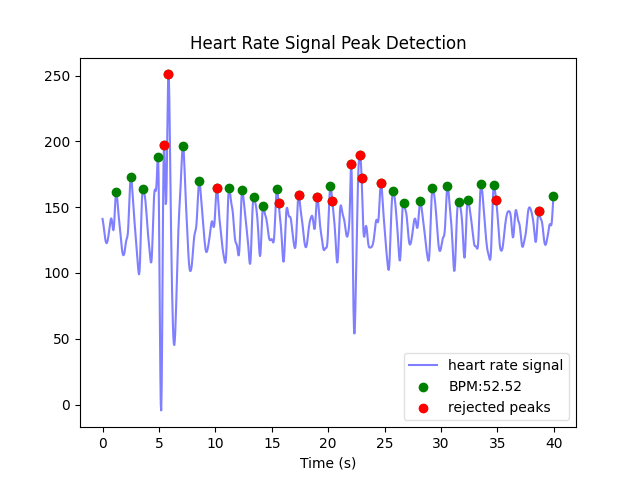 Heart Rate Signal Peak Detection
250
200
150
100
50
0
heart rate signal
BPM:52.52
rejected peaks
0 5 10 15 20 25 30 35 40
Time (s)